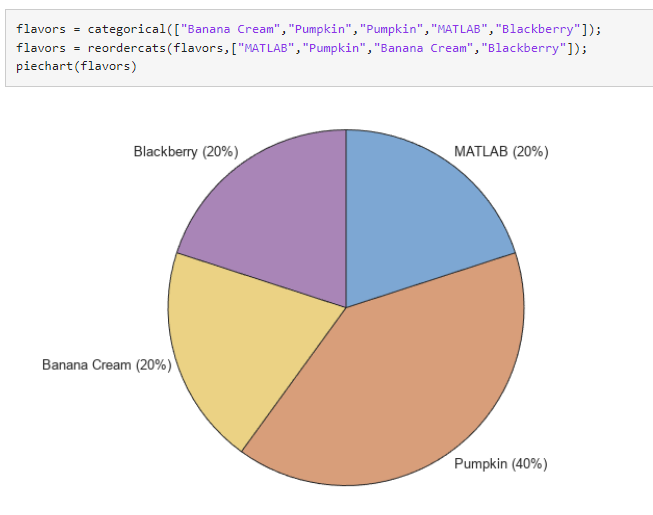 flavors = categorical(["Banana Cream","Pumpkin","Pumpkin","MATLAB","Blackberry"]);
flavors = reordercats(flavors,["MATLAB","Pumpkin","Banana Cream","Blackberry"]);
piechart(flavors)
Blackberry (20%)
MATLAB (20%)
Banana Cream (20%)
Pumpkin (40%)